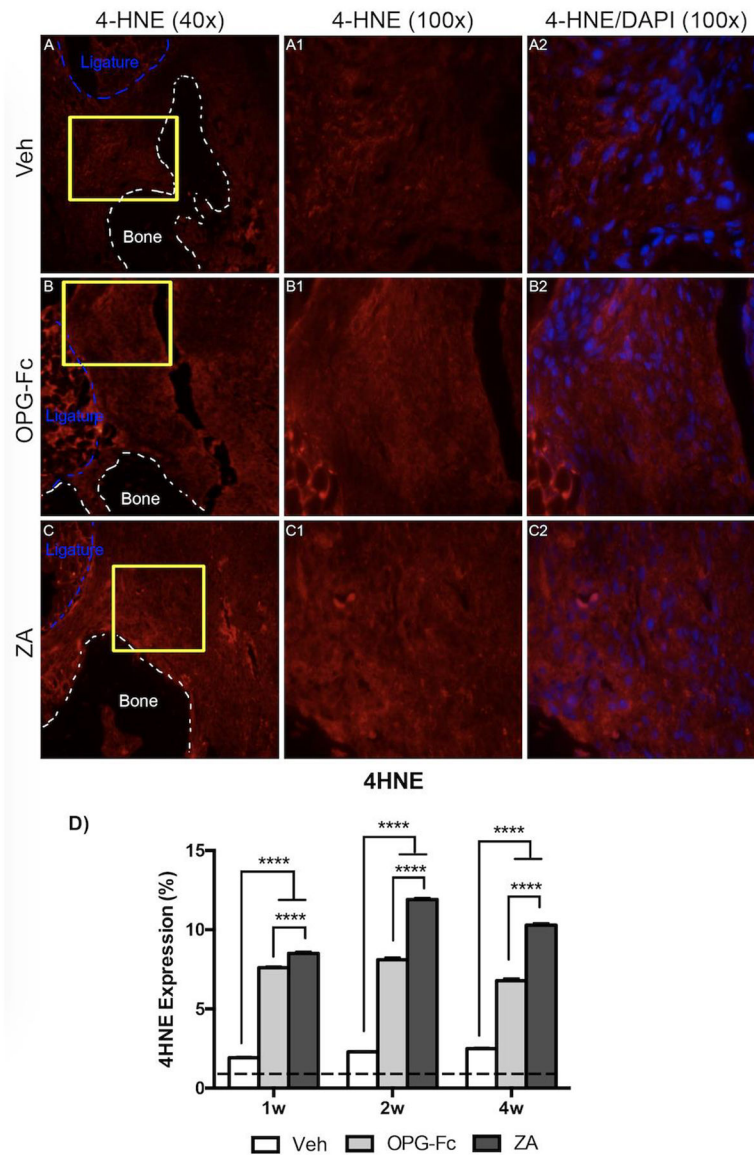 4-HNE (40x) 4-HNE (100x) 4-HNE/DAPI (100x)
Veh
A
Ligature
Bone
A1
A2
OPG-Fc
B
Ligature
Bone
B1
B2
ZA
C
Ligature
Bone
C1
C2
4HNE
D)
4HNE Expression (%)
15
10
5
0
**** ****
**** ****
**** ****
1w 2w 4w
Veh OPG-Fc ZA